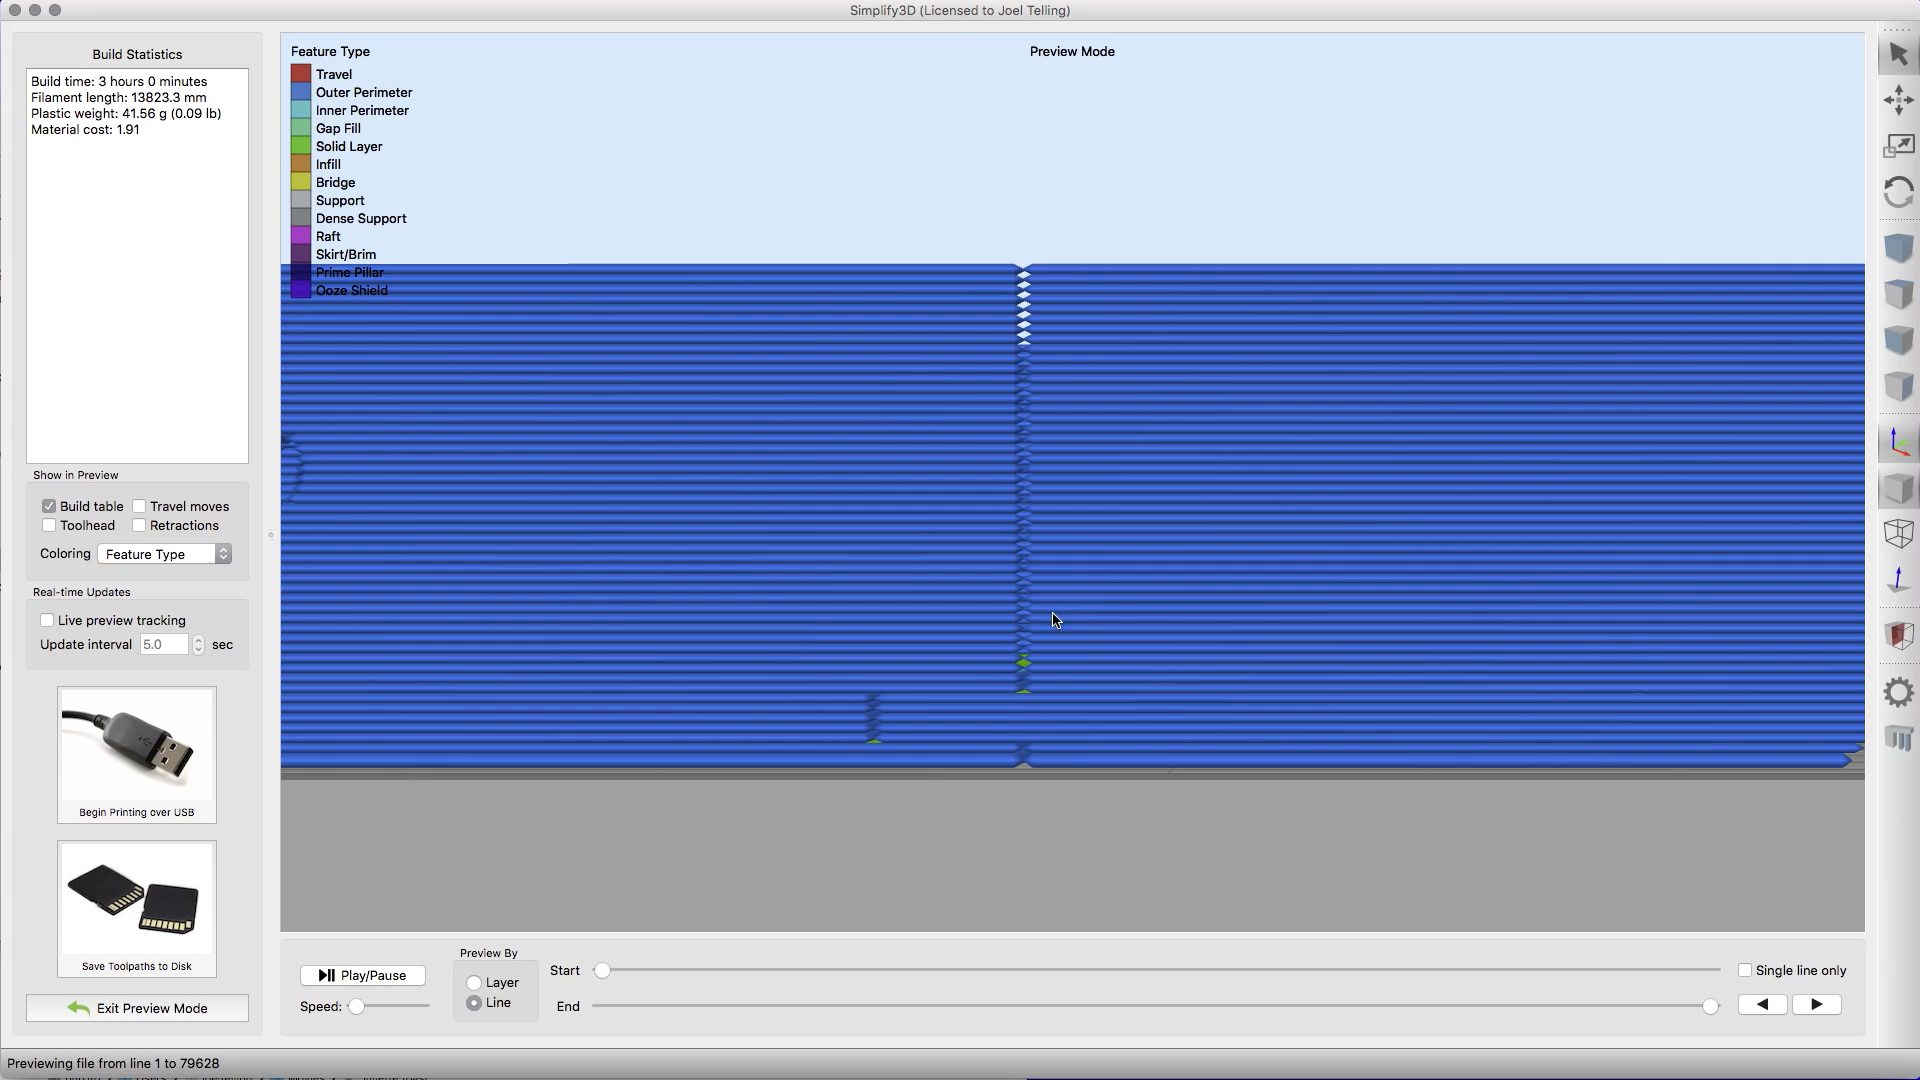 Simplify3D (Licensed to Joel Telling)
Build Statistics
Build time: 3 hours 0 minutes
Filament length: 13823.3 mm
Plastic weight: 41.56 g (0.09 lb)
Material cost: 1.91
Show in Preview
Build table
Travel moves
Toolhead
Retractions
Coloring
Feature Type
Real-time Updates
Live preview tracking
Update interval 5.0 sec
Begin Printing over USB
Save Toolpaths to Disk
Exit Preview Mode
Feature Type
Travel
Outer Perimeter
Inner Perimeter
Gap Fill
Solid Layer
Infill
Bridge
Support
Dense Support
Raft
Skirt/Brim
Prime Pillar
Ooze Shield
Preview Mode
Play/Pause
Speed:
Preview By
Layer
Line
Start
End
Single line only
Previewing file from line 1 to 79628